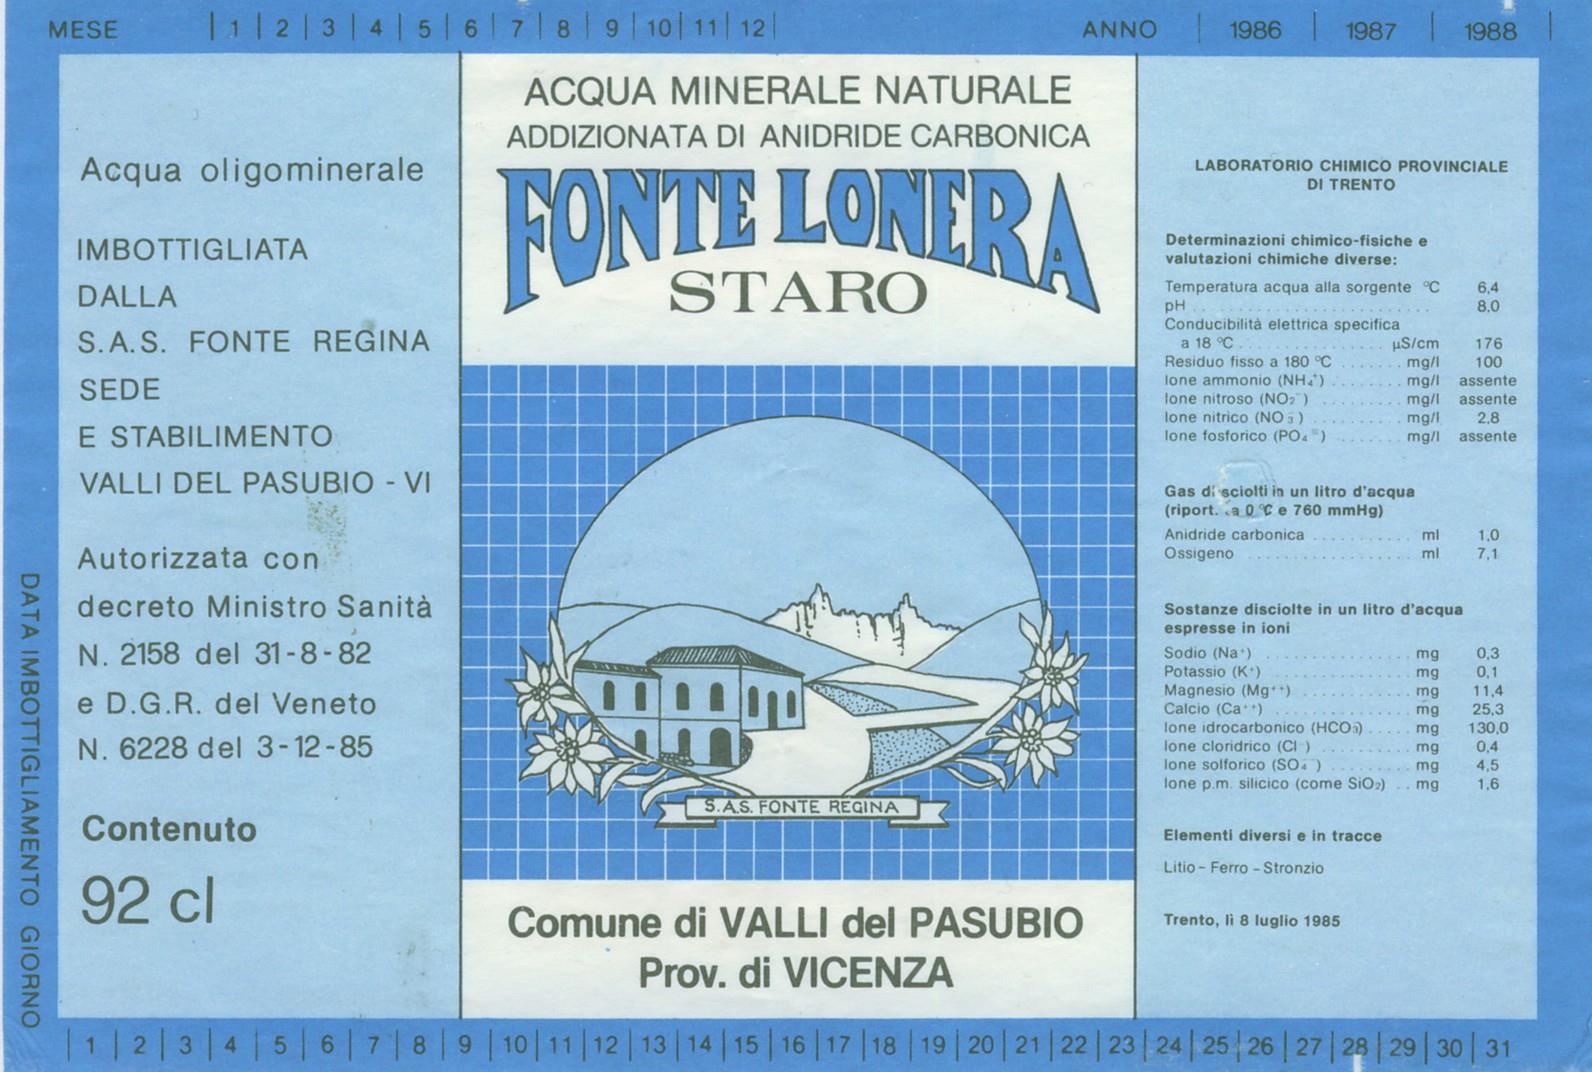 MESE | 1 | 2 | 3 | 4 | 5 | 6 | 7 | 8 | 9 | 10 | 11 | 12 |
ANNO | 1986 | 1987 | 1988 |
Acqua oligominerale
IMBOTTIGLIATA
DALLA
S.A.S. FONTE REGINA
SEDE
E STABILIMENTO
VALLI DEL PASUBIO - VI
Autorizzata con
decreto Ministro Sanità
N. 2158 del 31-8-82
e D.G.R. del Veneto
N. 6228 del 3-12-85
Contenuto
92 cl
ACQUA MINERALE NATURALE
ADDIZIONATA DI ANIDRIDE CARBONICA
FONTE LONERA
STARO
S.A.S. FONTE REGINA
Comune di VALLI del PASUBIO
Prov. di VICENZA
LABORATORIO CHIMICO PROVINCIALE
DI TRENTO
Determinazioni chimico-fisiche e
valutazioni chimiche diverse:
Temperatura acqua alla sorgente °C 6,4
pH .......................... 8,0
Conducibilità elettrica specifica
a 18 °C ................ µS/cm 176
Residuo fisso a 180 °C ....... mg/l 100
Ione ammonio (NH₄⁺) ......... mg/l assente
Ione nitroso (NO₂⁻) ......... mg/l assente
Ione nitrico (NO₃⁻) ......... mg/l 2,8
Ione fosforico (PO₄⁼) ....... mg/l assente
Gas disciolti in un litro d'acqua
(riport. a 0 °C e 760 mmHg)
Anidride carbonica ............ ml 1,0
Ossigeno .................... ml 7,1
Sostanze disciolte in un litro d'acqua
espresse in ioni
Sodio (Na⁺) .................. mg 0,3
Potassio (K⁺) ................ mg 0,1
Magnesio (Mg⁺⁺) ............. mg 11,4
Calcio (Ca⁺⁺) ................ mg 25,3
Ione idrocarbonico (HCO₃⁻) ..... mg 130,0
Ione cloridrico (Cl⁻) ........... mg 0,4
Ione solforico (SO₄⁻) ......... mg 4,5
Ione p.m. silicico (come SiO₂) .. mg 1,6
Elementi diversi e in tracce
Litio - Ferro - Stronzio
Trento, lì 8 luglio 1985
DATA IMBOTTIGLIAMENTO GIORNO
| 1 | 2 | 3 | 4 | 5 | 6 | 7 | 8 | 9 | 10 | 11 | 12 | 13 | 14 | 15 | 16 | 17 | 18 | 19 | 20 | 21 | 22 | 23 | 24 | 25 | 26 | 27 | 28 | 29 | 30 | 31